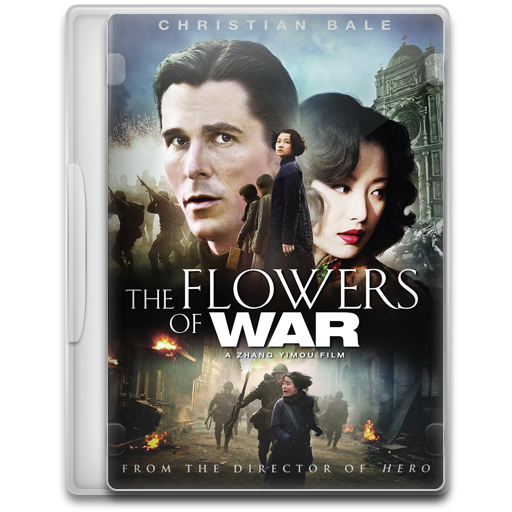 CHRISTIAN BALE
THE FLOWERS
OF WAR
A ZHANG YIMOU FILM
FROM THE DIRECTOR OF HERO